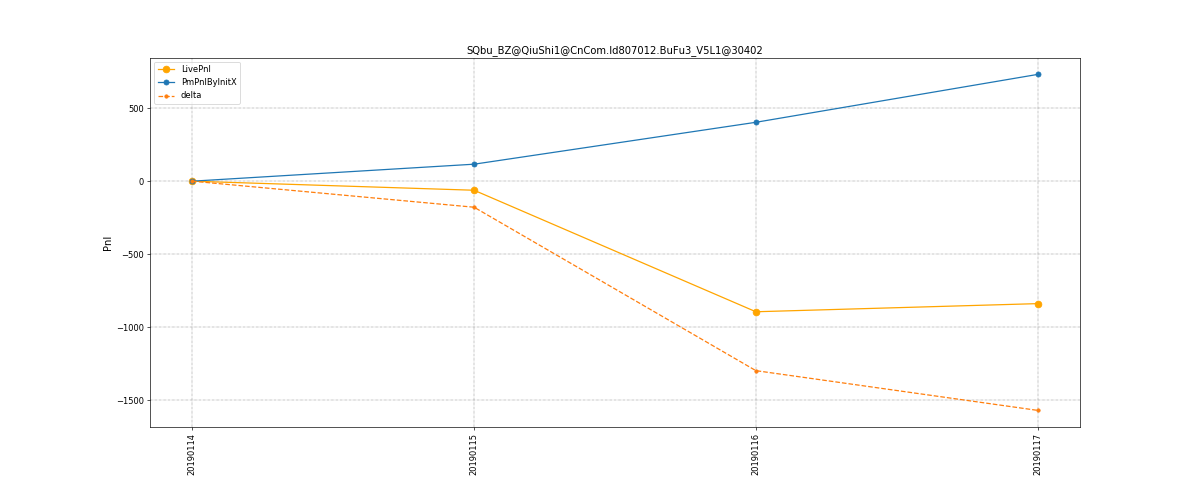 SQbu_BZ@QiuShi1@CnCom.Id807012.BuFu3_V5L1@30402
LivePnl
PmPnlByInitX
delta
500
0
−500
−1000
−1500
Pnl
20190114
20190115
20190116
20190117